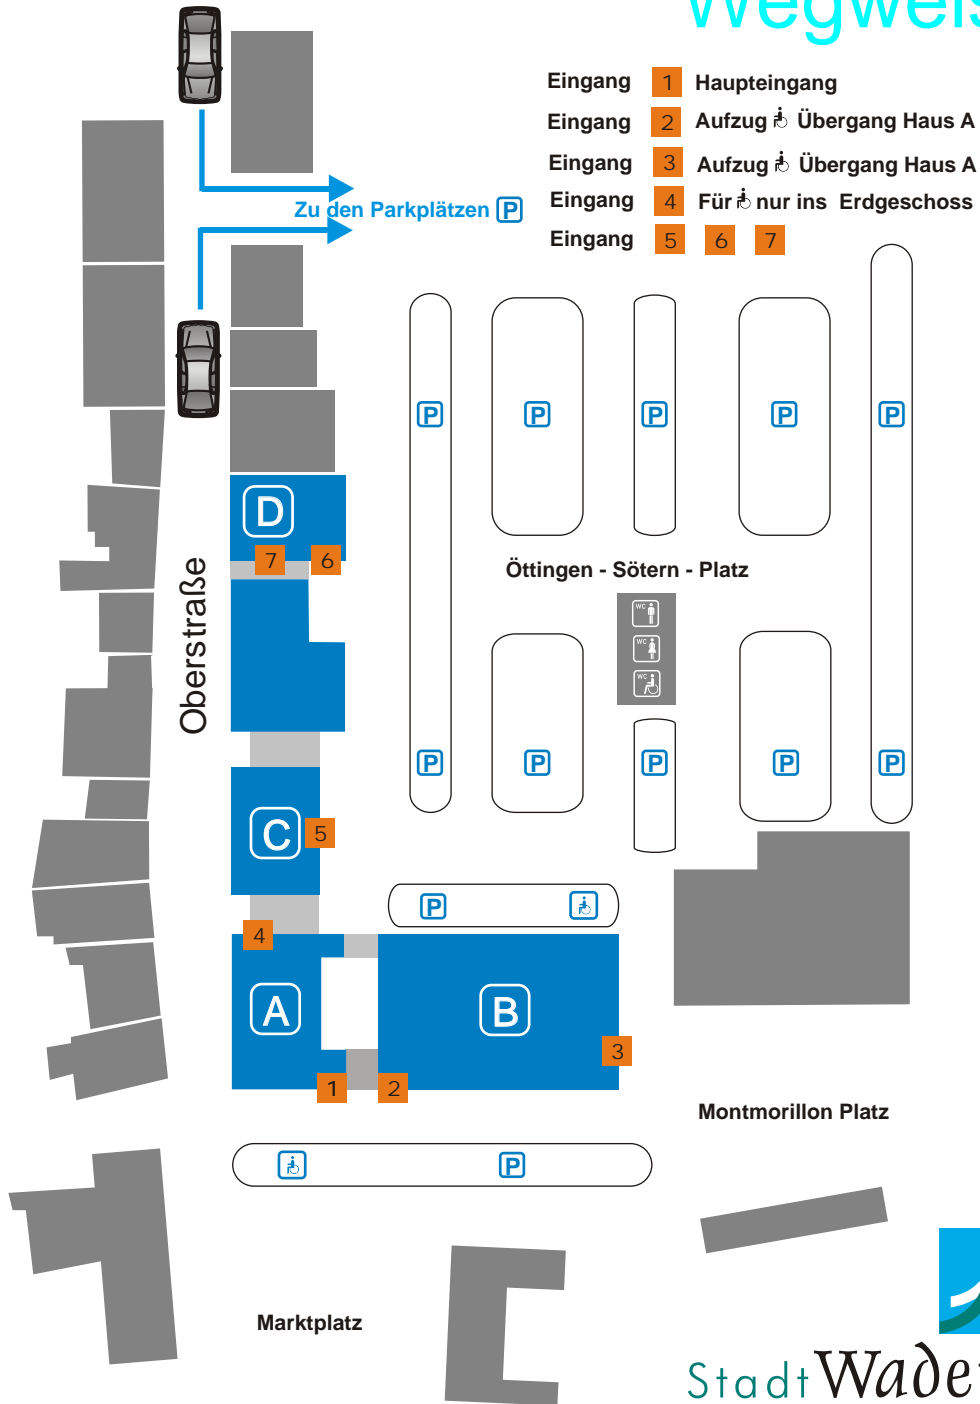 Eingang 1 Haupteingang
Eingang 2 Aufzug Übergang Haus A
Eingang 3 Aufzug Übergang Haus A
Eingang 4 Für nur ins Erdgeschoss
Eingang 5 6 7
Zu den Parkplätzen P
P P P P P
D
7 6
Öttingen - Sötern - Platz
Oberstraße
WC
WC
WC
P P P P P
C 5
P
4
A B
3
1 2
Montmorillon Platz
P
Marktplatz
Stadt